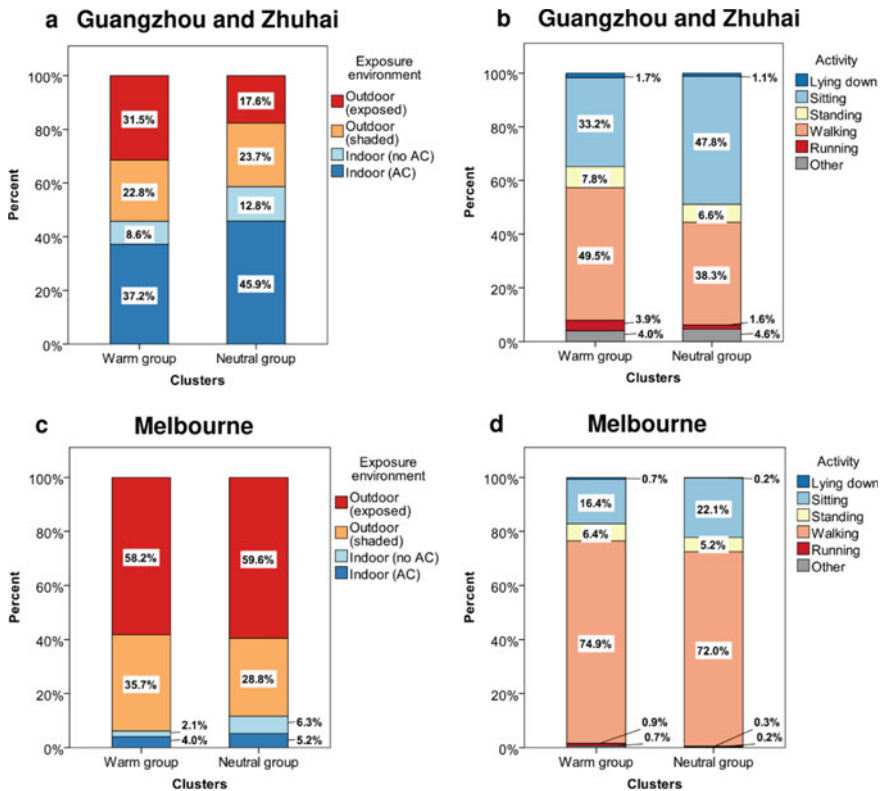 a Guangzhou and Zhuhai
Exposure
environment
Outdoor
(exposed)
Outdoor
(shaded)
Indoor (no AC)
Indoor (AC)
Percent
100%
80%
60%
40%
20%
0%
31.5%
22.8%
8.6%
37.2%
17.6%
23.7%
12.8%
45.9%
Warm group
Neutral group
Clusters
b Guangzhou and Zhuhai
Activity
Lying down
Sitting
Standing
Walking
Running
Other
Percent
100%
80%
60%
40%
20%
0%
1.7%
33.2%
7.8%
49.5%
3.9%
4.0%
1.1%
47.8%
6.6%
38.3%
1.6%
4.6%
Warm group
Neutral group
Clusters
c Melbourne
Exposure
environment
Outdoor
(exposed)
Outdoor
(shaded)
Indoor (no AC)
Indoor (AC)
Percent
100%
80%
60%
40%
20%
0%
58.2%
35.7%
2.1%
4.0%
59.6%
28.8%
6.3%
5.2%
Warm group
Neutral group
Clusters
d Melbourne
Activity
Lying down
Sitting
Standing
Walking
Running
Other
Percent
100%
80%
60%
40%
20%
0%
0.7%
16.4%
6.4%
74.9%
0.9%
0.7%
0.2%
22.1%
5.2%
72.0%
0.3%
0.2%
Warm group
Neutral group
Clusters